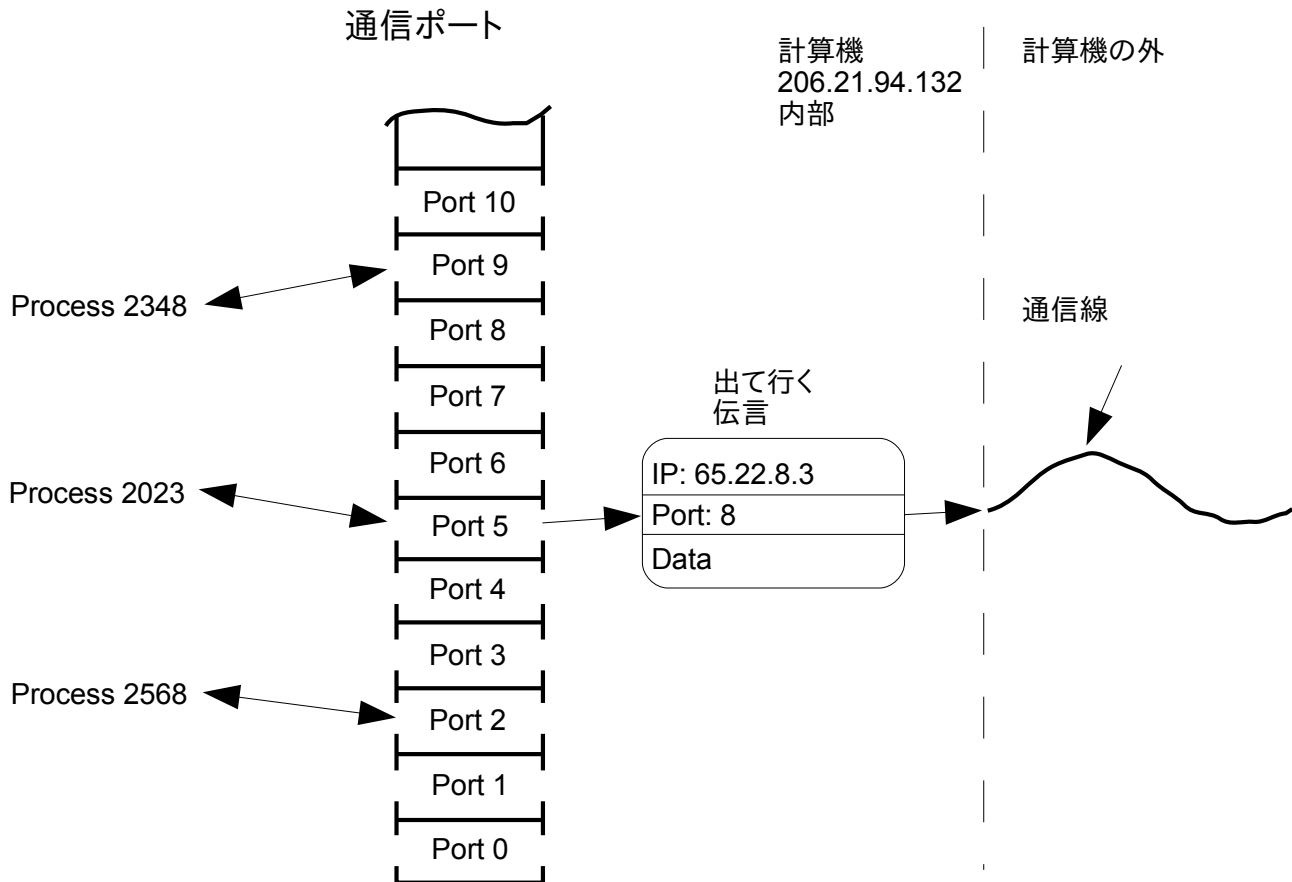 通信ポート
計算機
206.21.94.132
内部
計算機の外
Port 10
Port 9
Process 2348
Port 8
通信線
Port 7
出て行く
伝言
Port 6
IP: 65.22.8.3
Process 2023
Port 5
Port: 8
Data
Port 4
Port 3
Process 2568
Port 2
Port 1
Port 0